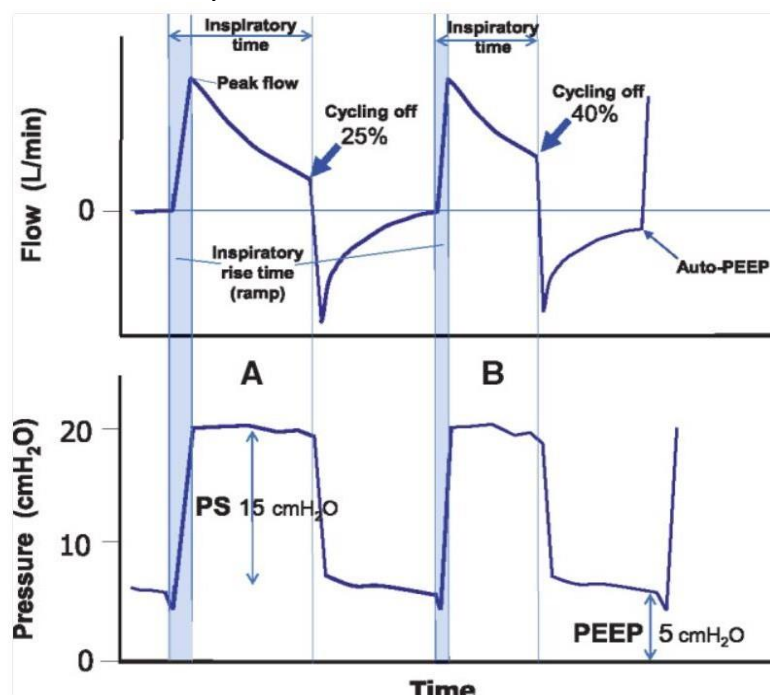 Inspiratory
time
Inspiratory
time
Peak flow
Cycling off
25%
Cycling off
40%
Flow (L/min)
0
Inspiratory
rise time
(ramp)
Auto-PEEP
A
B
Pressure (cmH₂O)
20
10
0
PS 15 cmH₂O
PEEP 5 cmH₂O
Time